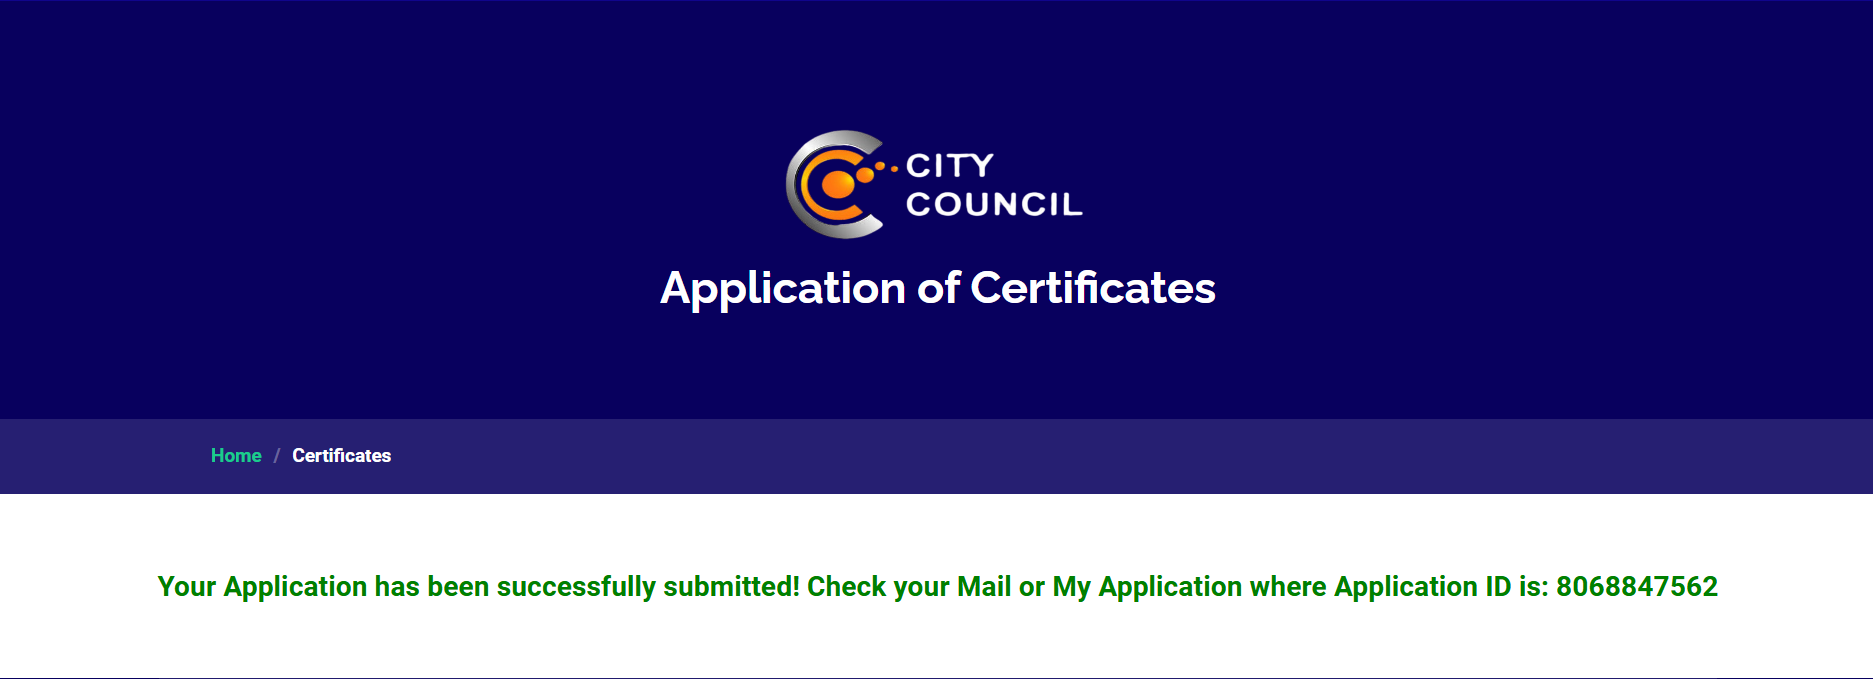 CITY
COUNCIL
Application of Certificates
Home / Certificates
Your Application has been successfully submitted! Check your Mail or My Application where Application ID is: 8068847562